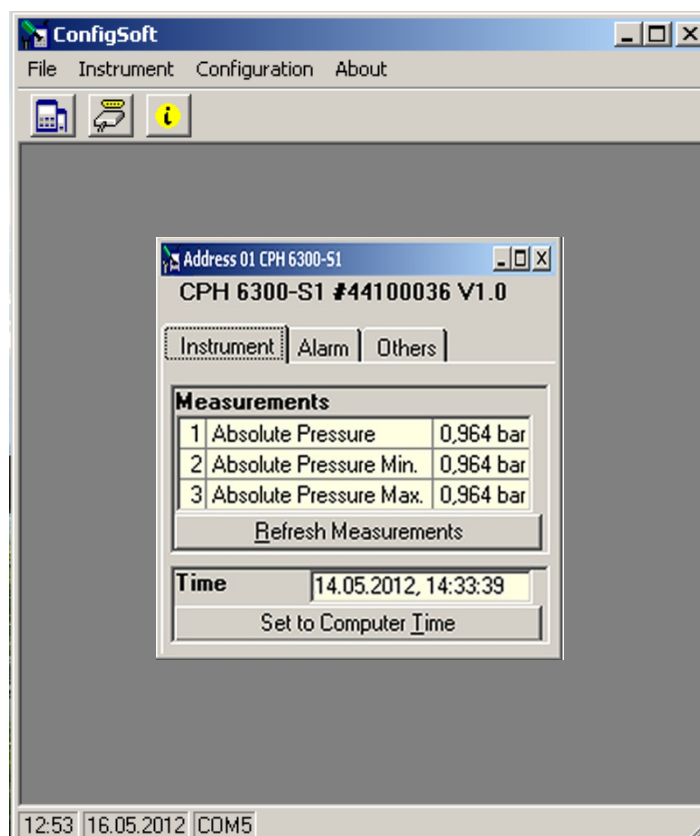 ConfigSoft
File Instrument Configuration About
i
Address 01 CPH 6300-S1
CPH 6300-S1 #44100036 V1.0
Instrument Alarm Others
Measurements
1 Absolute Pressure 0,964 bar
2 Absolute Pressure Min. 0,964 bar
3 Absolute Pressure Max. 0,964 bar
Refresh Measurements
Time 14.05.2012, 14:33:39
Set to Computer Time
12:53 16.05.2012 COM5